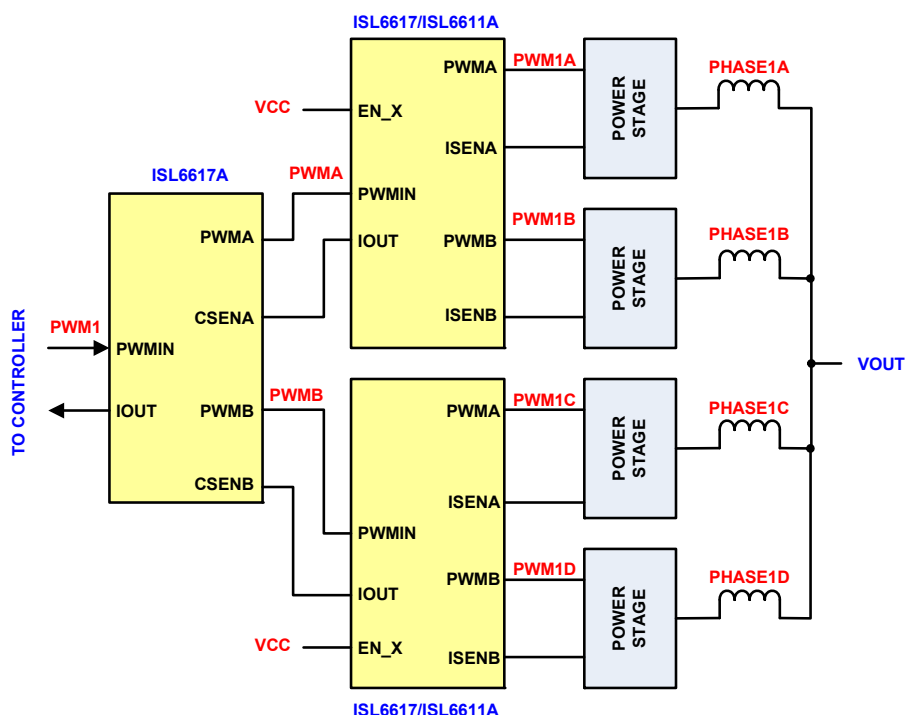 ISL6617/ISL6611A
VCC
EN_X
PWMA
PWMIN
IOUT
PWMA
ISENA
PWMB
ISENB
PWM1A
PWM1B
POWER
STAGE
POWER
STAGE
PHASE1A
PHASE1B
ISL6617A
TO CONTROLLER
PWM1
PWMIN
IOUT
PWMA
CSENA
PWMB
CSENB
VOUT
PWMB
PWMIN
IOUT
VCC
EN_X
PWMA
ISENA
PWMB
ISENB
PWM1C
PWM1D
POWER
STAGE
POWER
STAGE
PHASE1C
PHASE1D
ISL6617/ISL6611A